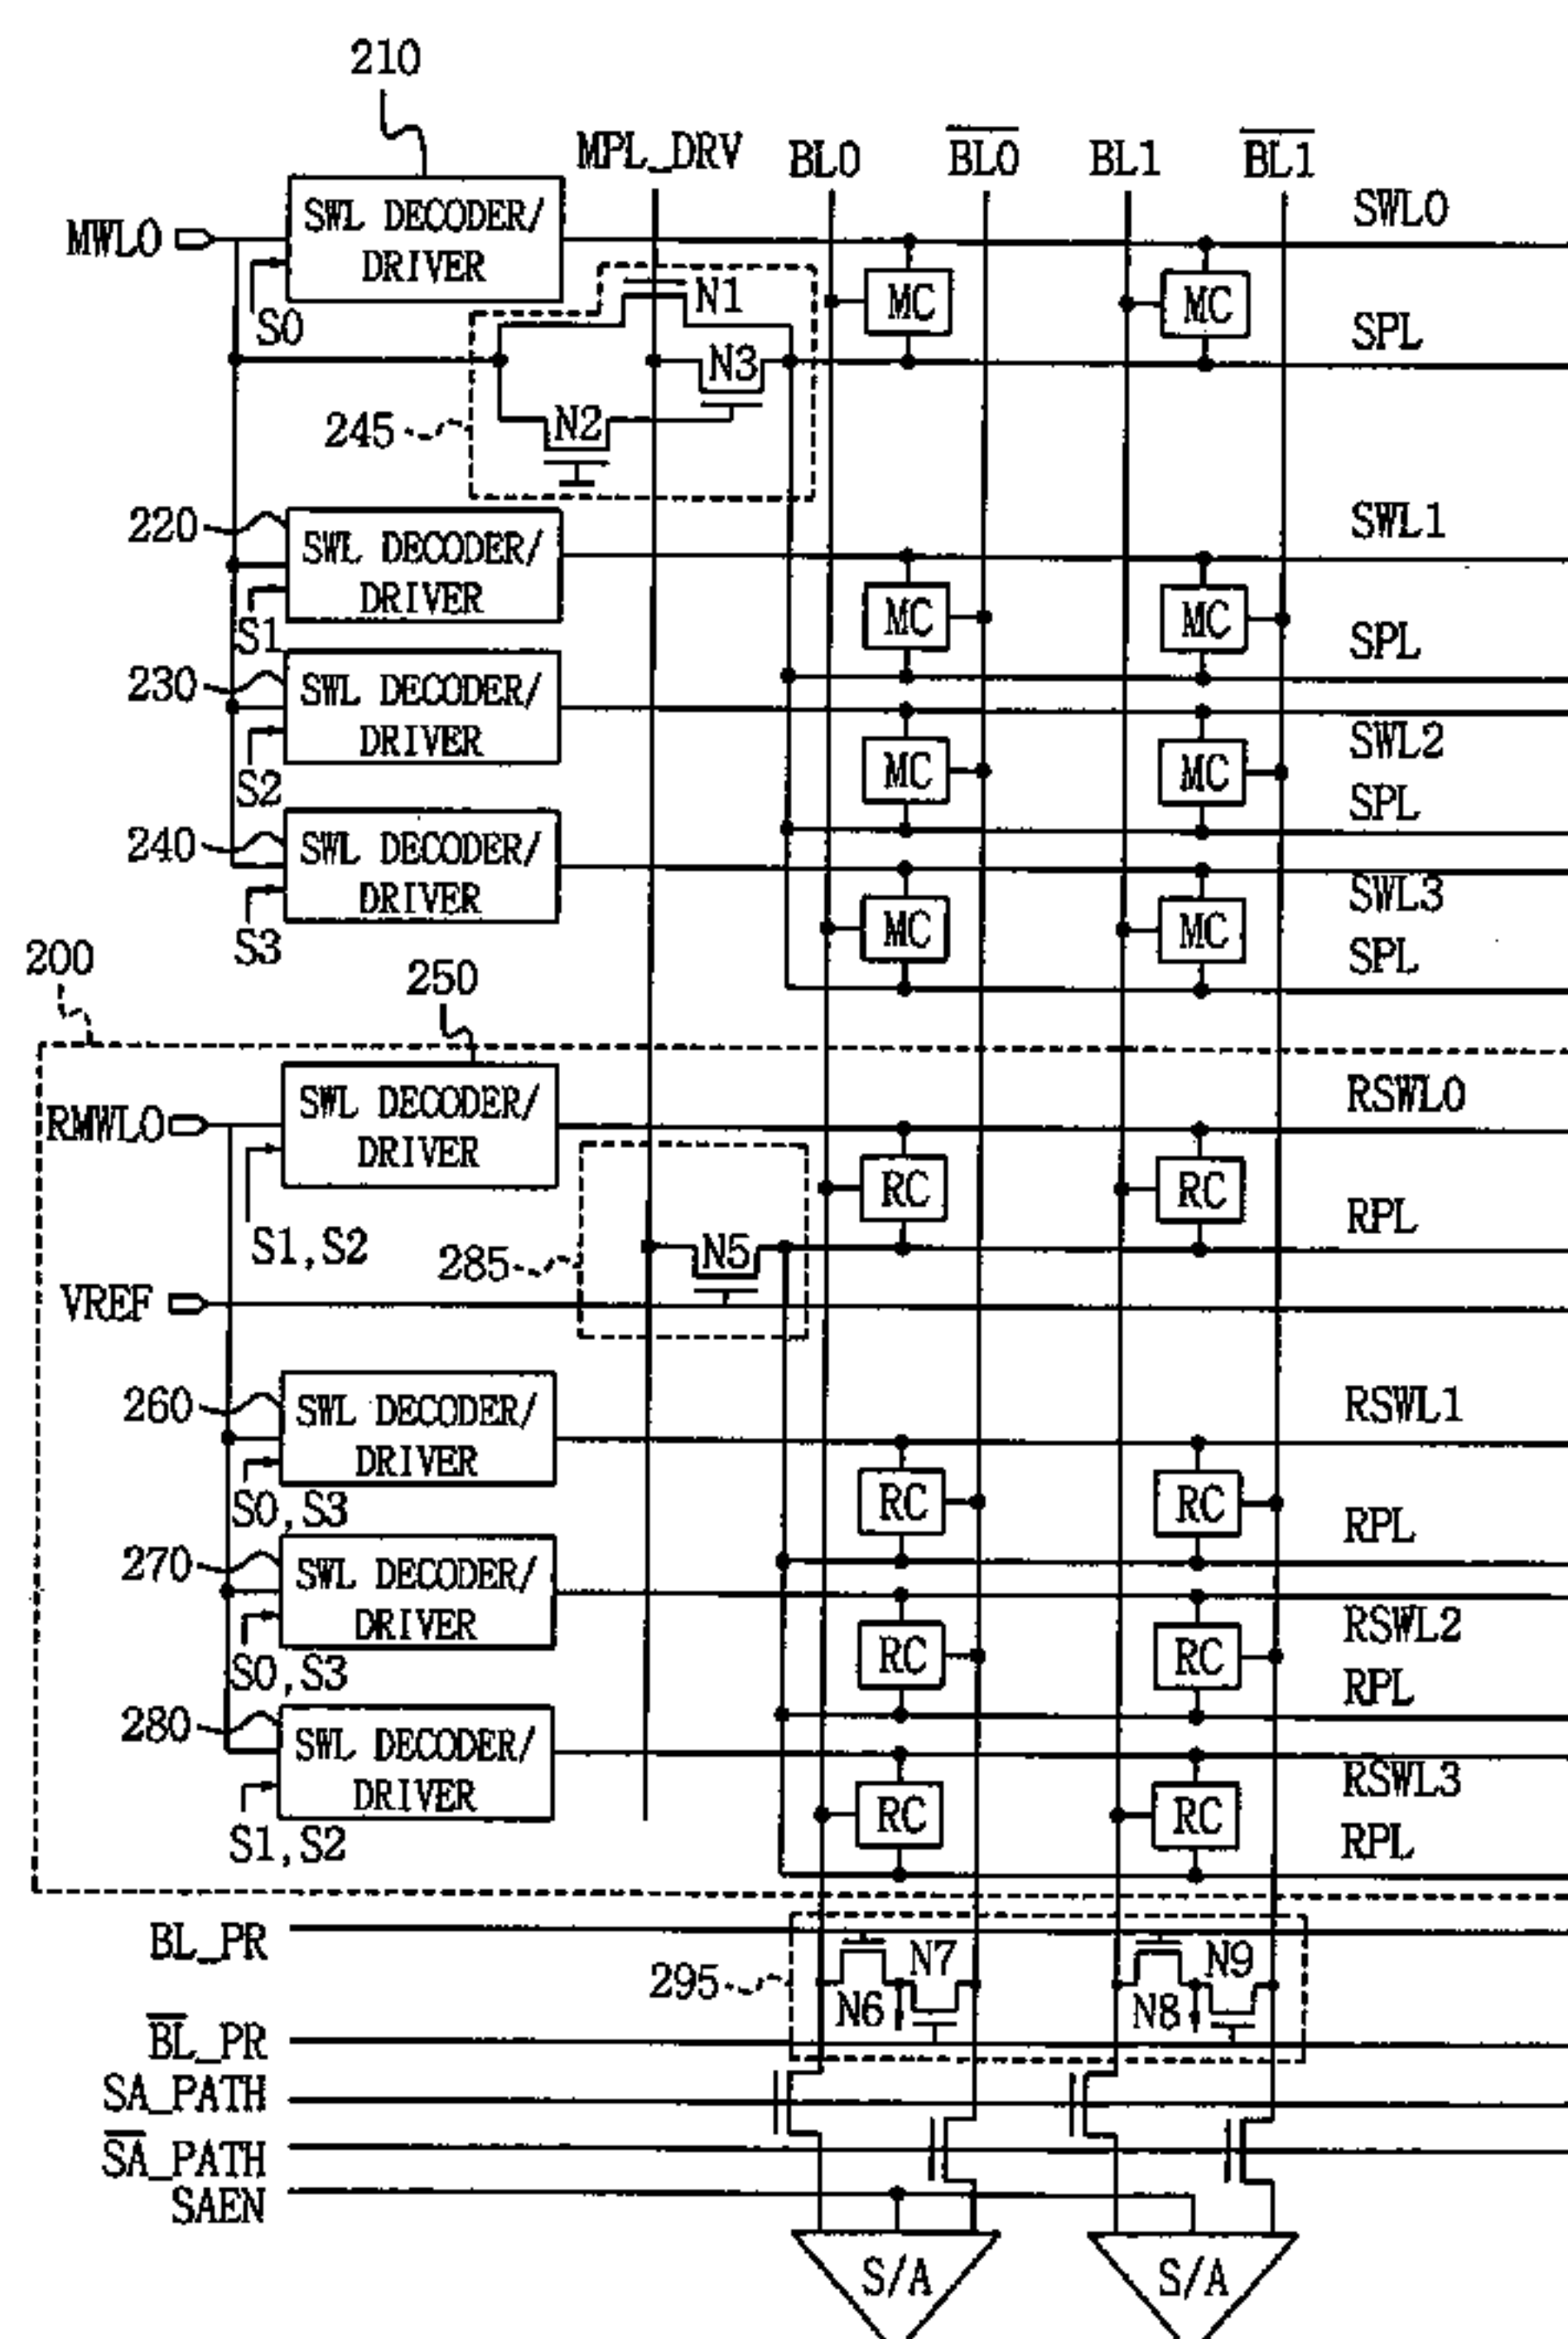 210
MPL_DRV BL0 B̅L̅0̅ BL1 B̅L̅1̅
SWL0
MWL0
SWL DECODER/
DRIVER
S0
N1
MC MC
SPL
N3
245
N2
220
SWL DECODER/
DRIVER
S1
SWL1
MC MC
SPL
230
SWL DECODER/
DRIVER
S2
SWL2
MC MC
SPL
240
SWL DECODER/
DRIVER
S3
SWL3
MC MC
SPL
200
250
RMWL0
SWL DECODER/
DRIVER
RSWL0
RC RC
S1,S2
RPL
285
N5
VREF
260
SWL DECODER/
DRIVER
RSWL1
S0,S3
RC RC
RPL
270
SWL DECODER/
DRIVER
S0,S3
RSWL2
RC RC
RPL
280
SWL DECODER/
DRIVER
S1,S2
RSWL3
RC RC
RPL
BL_PR
295
N7 N9
N6 N8
B̅L̅_PR
SA_PATH
S̅A̅_PATH
SAEN
S/A S/A